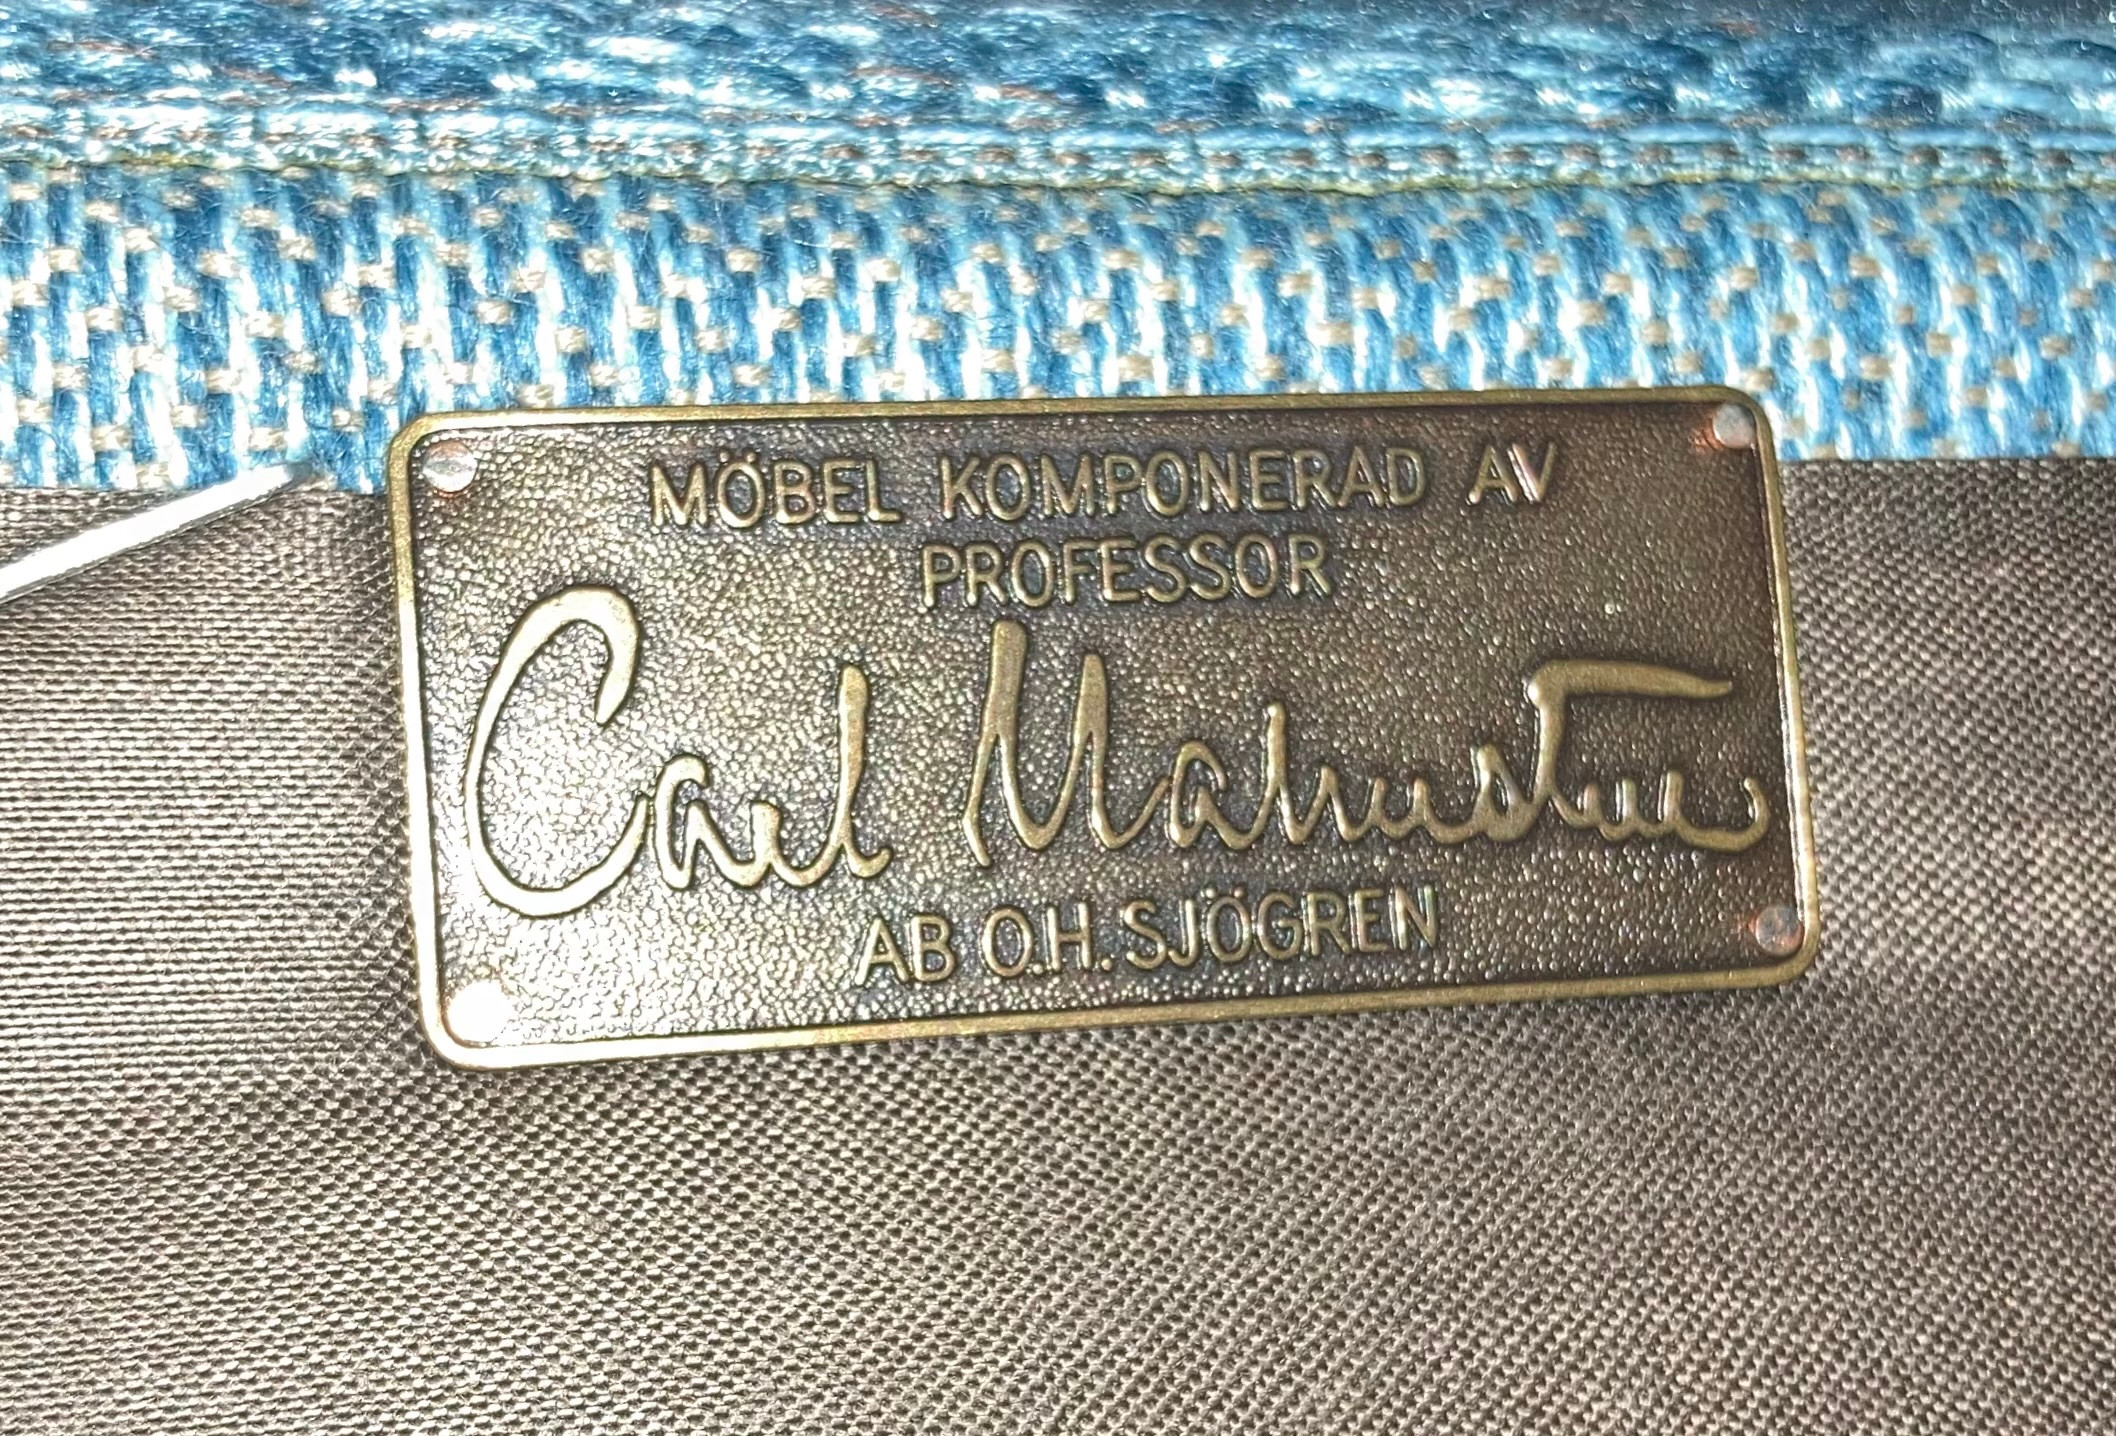 MÖBEL KOMPONERAD AV
PROFESSOR
Carl Malmsten
AB O.H. SJÖGREN